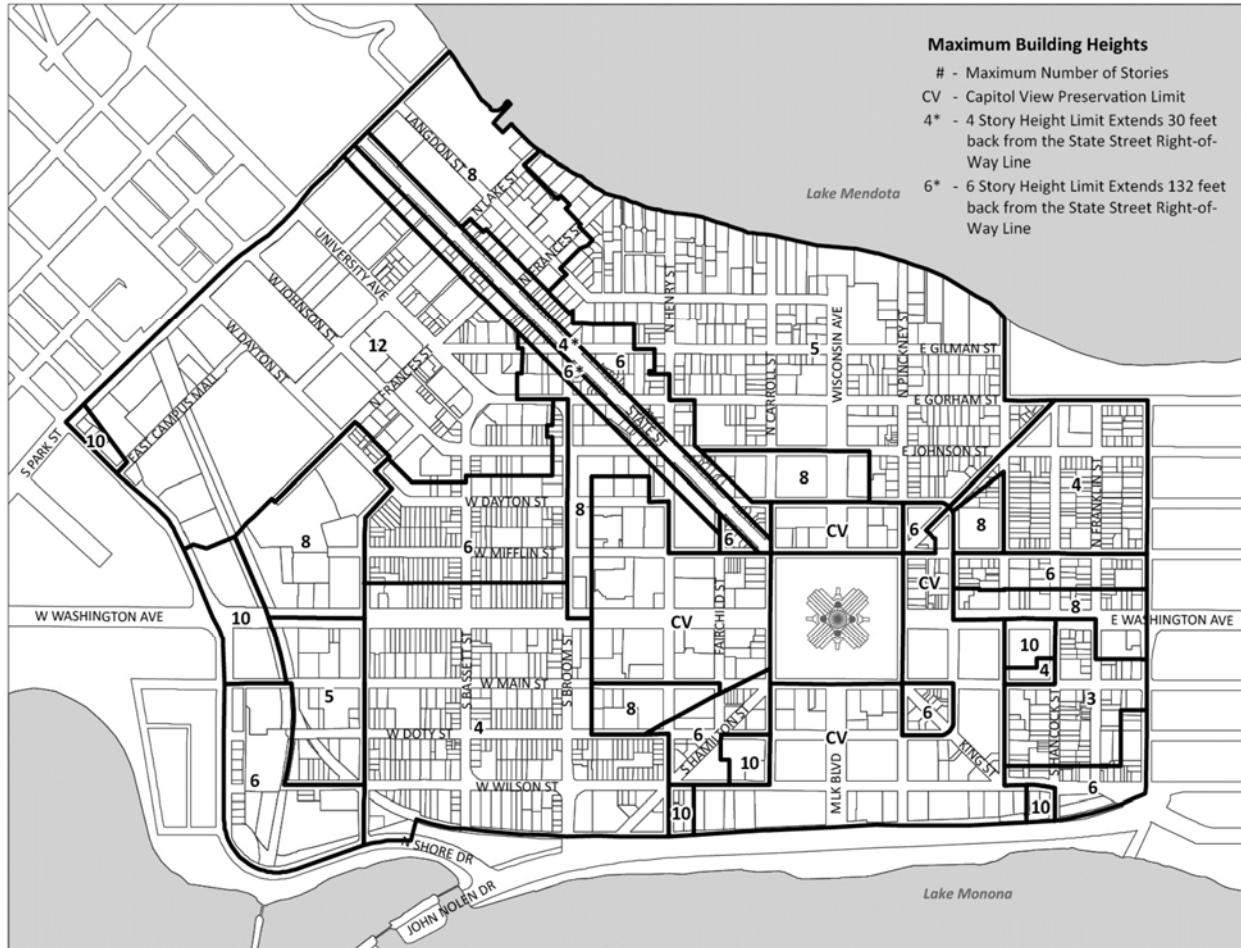 Maximum Building Heights
# - Maximum Number of Stories
CV - Capitol View Preservation Limit
4* - 4 Story Height Limit Extends 30 feet
back from the State Street Right-of-
Way Line
6* - 6 Story Height Limit Extends 132 feet
back from the State Street Right-of-
Way Line
Lake Mendota
LANGDON ST
8
N LAKE ST
UNIVERSITY AVE
N FRANCES ST
W JOHNSON ST
N HENRY ST
WISCONSIN AVE
N PINCKNEY ST
W DAYTON ST
12
4*
6
5
E GILMAN ST
6*
N CARROLL ST
EAST CAMPUS MALL
N FRANCES ST
STATE ST
E GORHAM ST
S PARK ST
10
E JOHNSON ST
8
4
N FRANKLIN ST
W DAYTON ST
8
CV
6
8
8
6
6
W MIFFLIN ST
6
CV
FAIRCHILD ST
8
W WASHINGTON AVE
10
CV
E WASHINGTON AVE
S BASSETT ST
S BROOM ST
10
4
5
W MAIN ST
8
6
3
S HANCOCK ST
4
W DOTY ST
6
S HAMILTON ST
CV
MLK BLVD
KING ST
10
6
W WILSON ST
6
10
10
N SHORE DR
JOHN NOLEN DR
Lake Monona